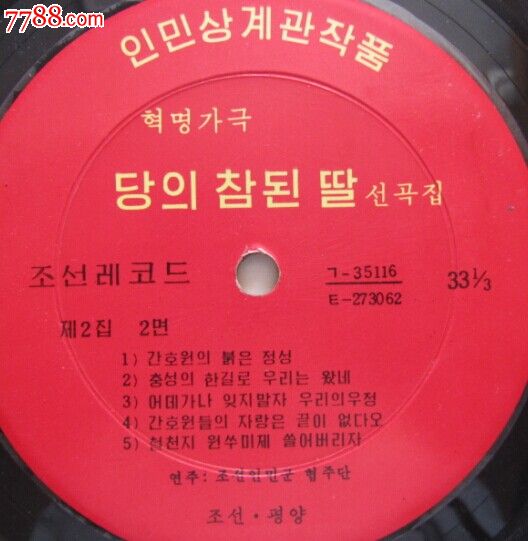 7788.com
인민상계관작품
혁명가극
당의 참된 딸 선곡집
조선레코드
ㄱ-35116
ㅌ-273062
33⅓
제2집 2면
1) 간호원의 붉은 정성
2) 충성의 한길로 우리는 왔네
3) 어데가나 잊지말자 우리의우정
4) 간호원들의 자랑은 끝이 없다오
5) 철천지 원쑤미제 쓸어버리자
연주: 조선인민군 협주단
조선·평양